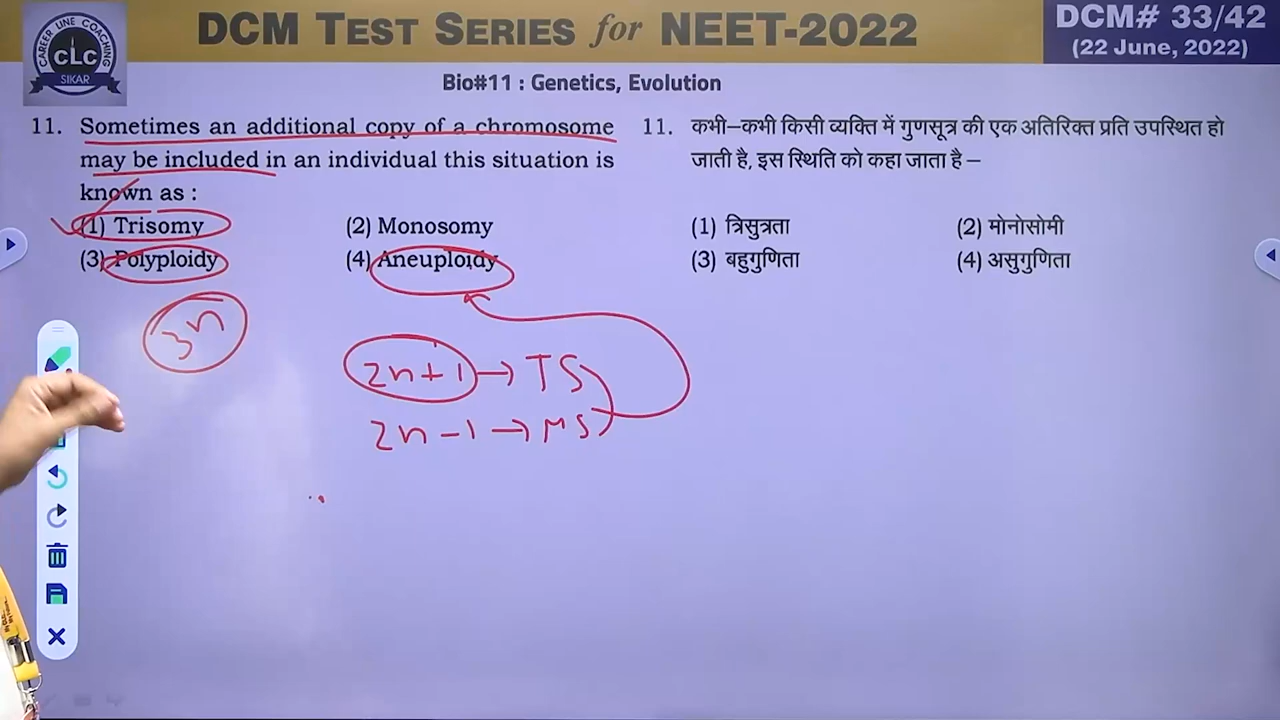 DCM TEST SERIES for NEET-2022
DCM# 33/42
(22 June, 2022)
CAREER LINE COACHING
CLC
SIKAR
Bio#11 : Genetics, Evolution
11. Sometimes an additional copy of a chromosome
may be included in an individual this situation is
known as :
(1) Trisomy (2) Monosomy
(3) Polyploidy (4) Aneuploidy
11. कभी–कभी किसी व्यक्ति में गुणसूत्र की एक अतिरिक्त प्रति उपस्थित हो
जाती है, इस स्थिति को कहा जाता है –
(1) त्रिसुत्रता (2) मोनोसोमी
(3) बहुगुणिता (4) असुगुणिता
3n
2n+1 → TS
2n-1 → MS